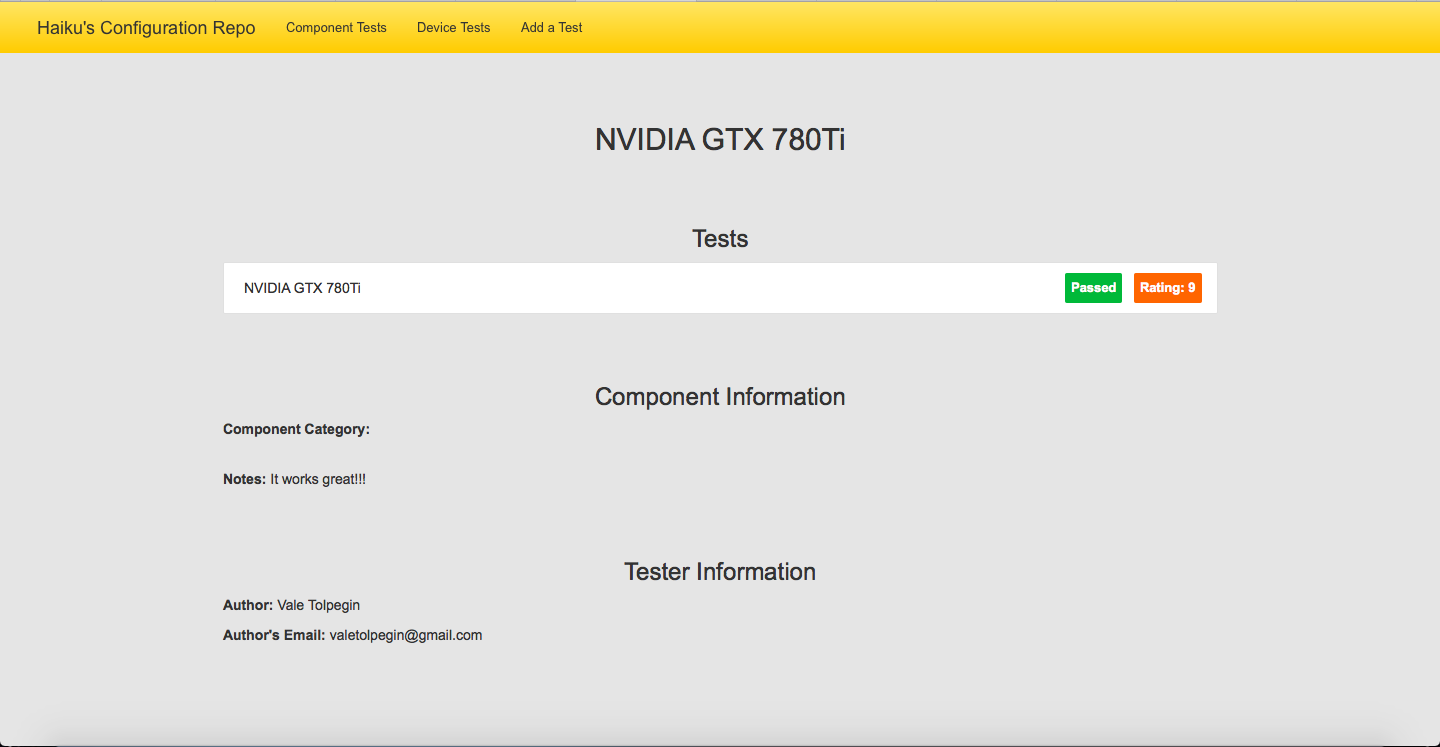 Haiku's Configuration Repo Component Tests Device Tests Add a Test
NVIDIA GTX 780Ti
Tests
NVIDIA GTX 780Ti Passed Rating: 9
Component Information
Component Category:
Notes: It works great!!!
Tester Information
Author: Vale Tolpegin
Author's Email: valetolpegin@gmail.com